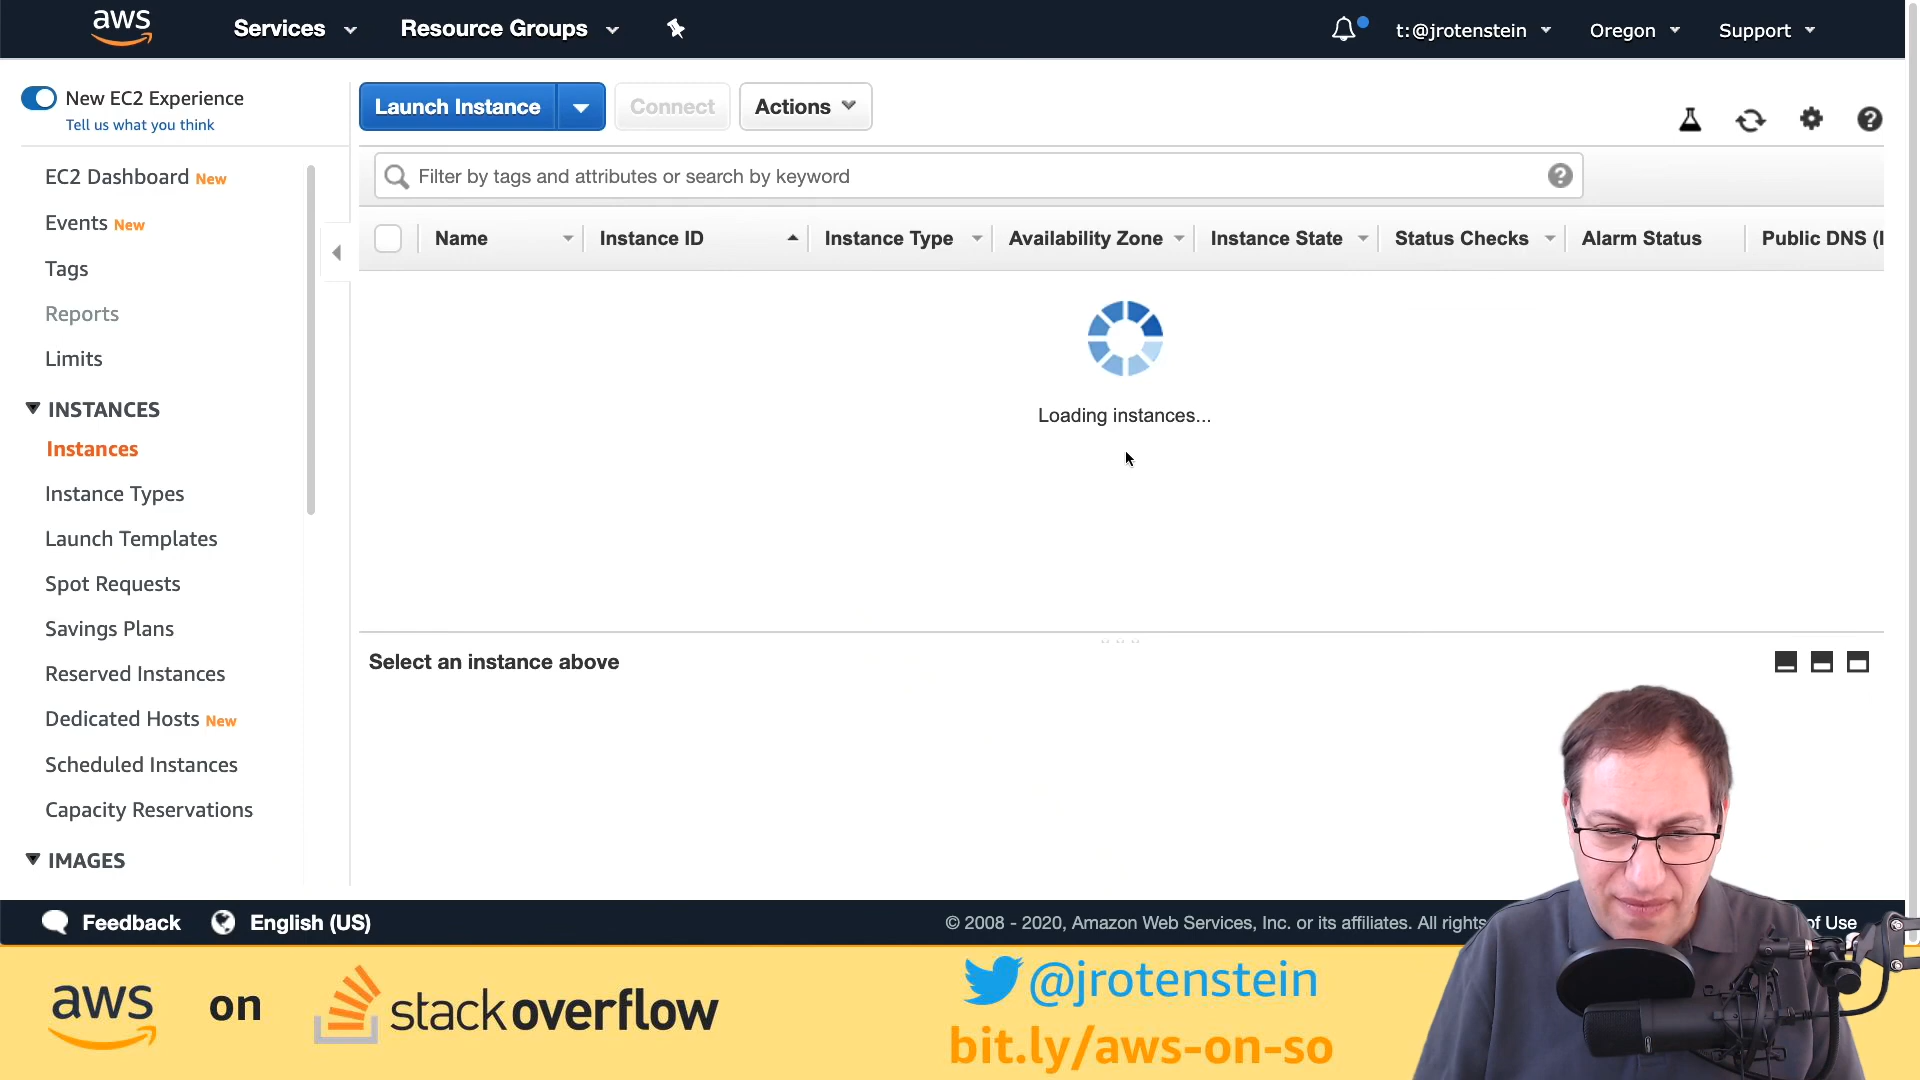 aws
Services
Resource Groups
t:@jrotenstein
Oregon
Support
New EC2 Experience
Tell us what you think
Launch Instance
Connect
Actions
Filter by tags and attributes or search by keyword
EC2 Dashboard New
Events New
Tags
Reports
Limits
INSTANCES
Instances
Instance Types
Launch Templates
Spot Requests
Savings Plans
Reserved Instances
Dedicated Hosts New
Scheduled Instances
Capacity Reservations
IMAGES
Name
Instance ID
Instance Type
Availability Zone
Instance State
Status Checks
Alarm Status
Public DNS (I
Loading instances...
Select an instance above
Feedback
English (US)
© 2008 - 2020, Amazon Web Services, Inc. or its affiliates. All rights
of Use
aws on stackoverflow
@jrotenstein
bit.ly/aws-on-so